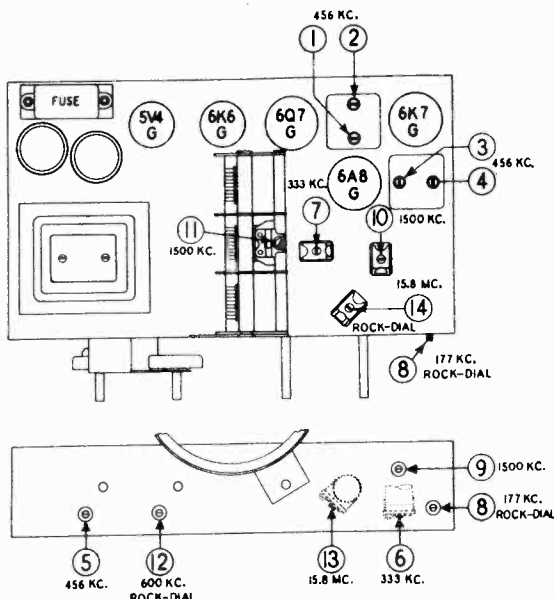 456 KC.
1 2
FUSE
5V4
G
6K6
G
6Q7
G
6K7
G
3 456 KC.
4
333 KC.
6A8
G
7
10 1500 KC.
11
1500 KC.
15.8 MC.
14
ROCK-DIAL
8 177 KC.
ROCK-DIAL
9 1500 KC.
8 177 KC.
ROCK-DIAL
5 12 13 6
456 KC. 600 KC. 15.8 MC. 333 KC.
ROCK-DIAL